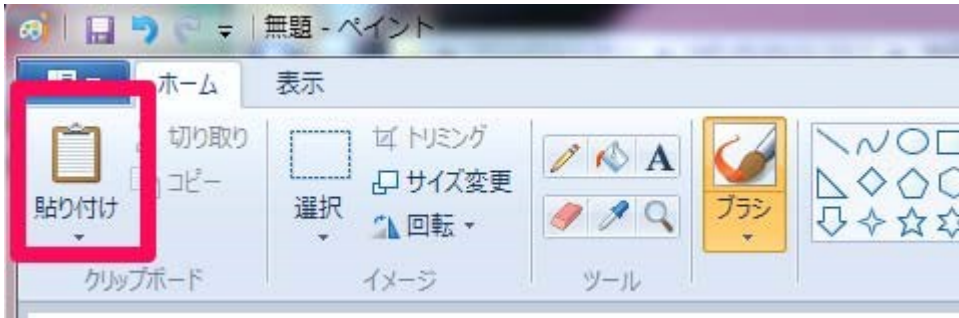 無題 - ペイント
ホーム 表示
切り取り
コピー
貼り付け
クリップボード
選択
トリミング
サイズ変更
回転
イメージ
A
ツール
ブラシ